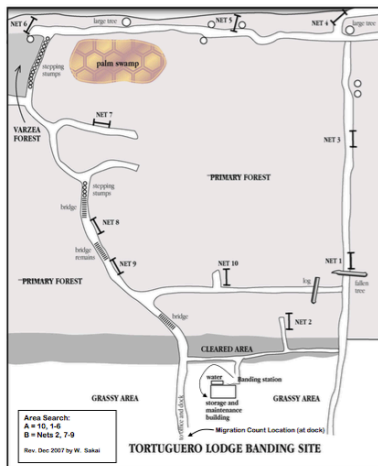 NET 6
large tree
NET 5
NET 4
large tree
palm swamp
stepping
stumps
VARZEA
FOREST
NET 7
NET 3
PRIMARY FOREST
stepping
stumps
bridge
NET 8
bridge
remains
NET 9
NET 10
NET 1
PRIMARY FOREST
log
fallen
tree
bridge
NET 2
CLEARED AREA
water
Banding station
GRASSY AREA
storage and
maintenance
building
GRASSY AREA
to office and dock
Area Search:
A = 10, 1-6
B = Nets 2, 7-9
Rev. Dec 2007 by W. Sakai
Migration Count Location (at dock)
TORTUGUERO LODGE BANDING SITE